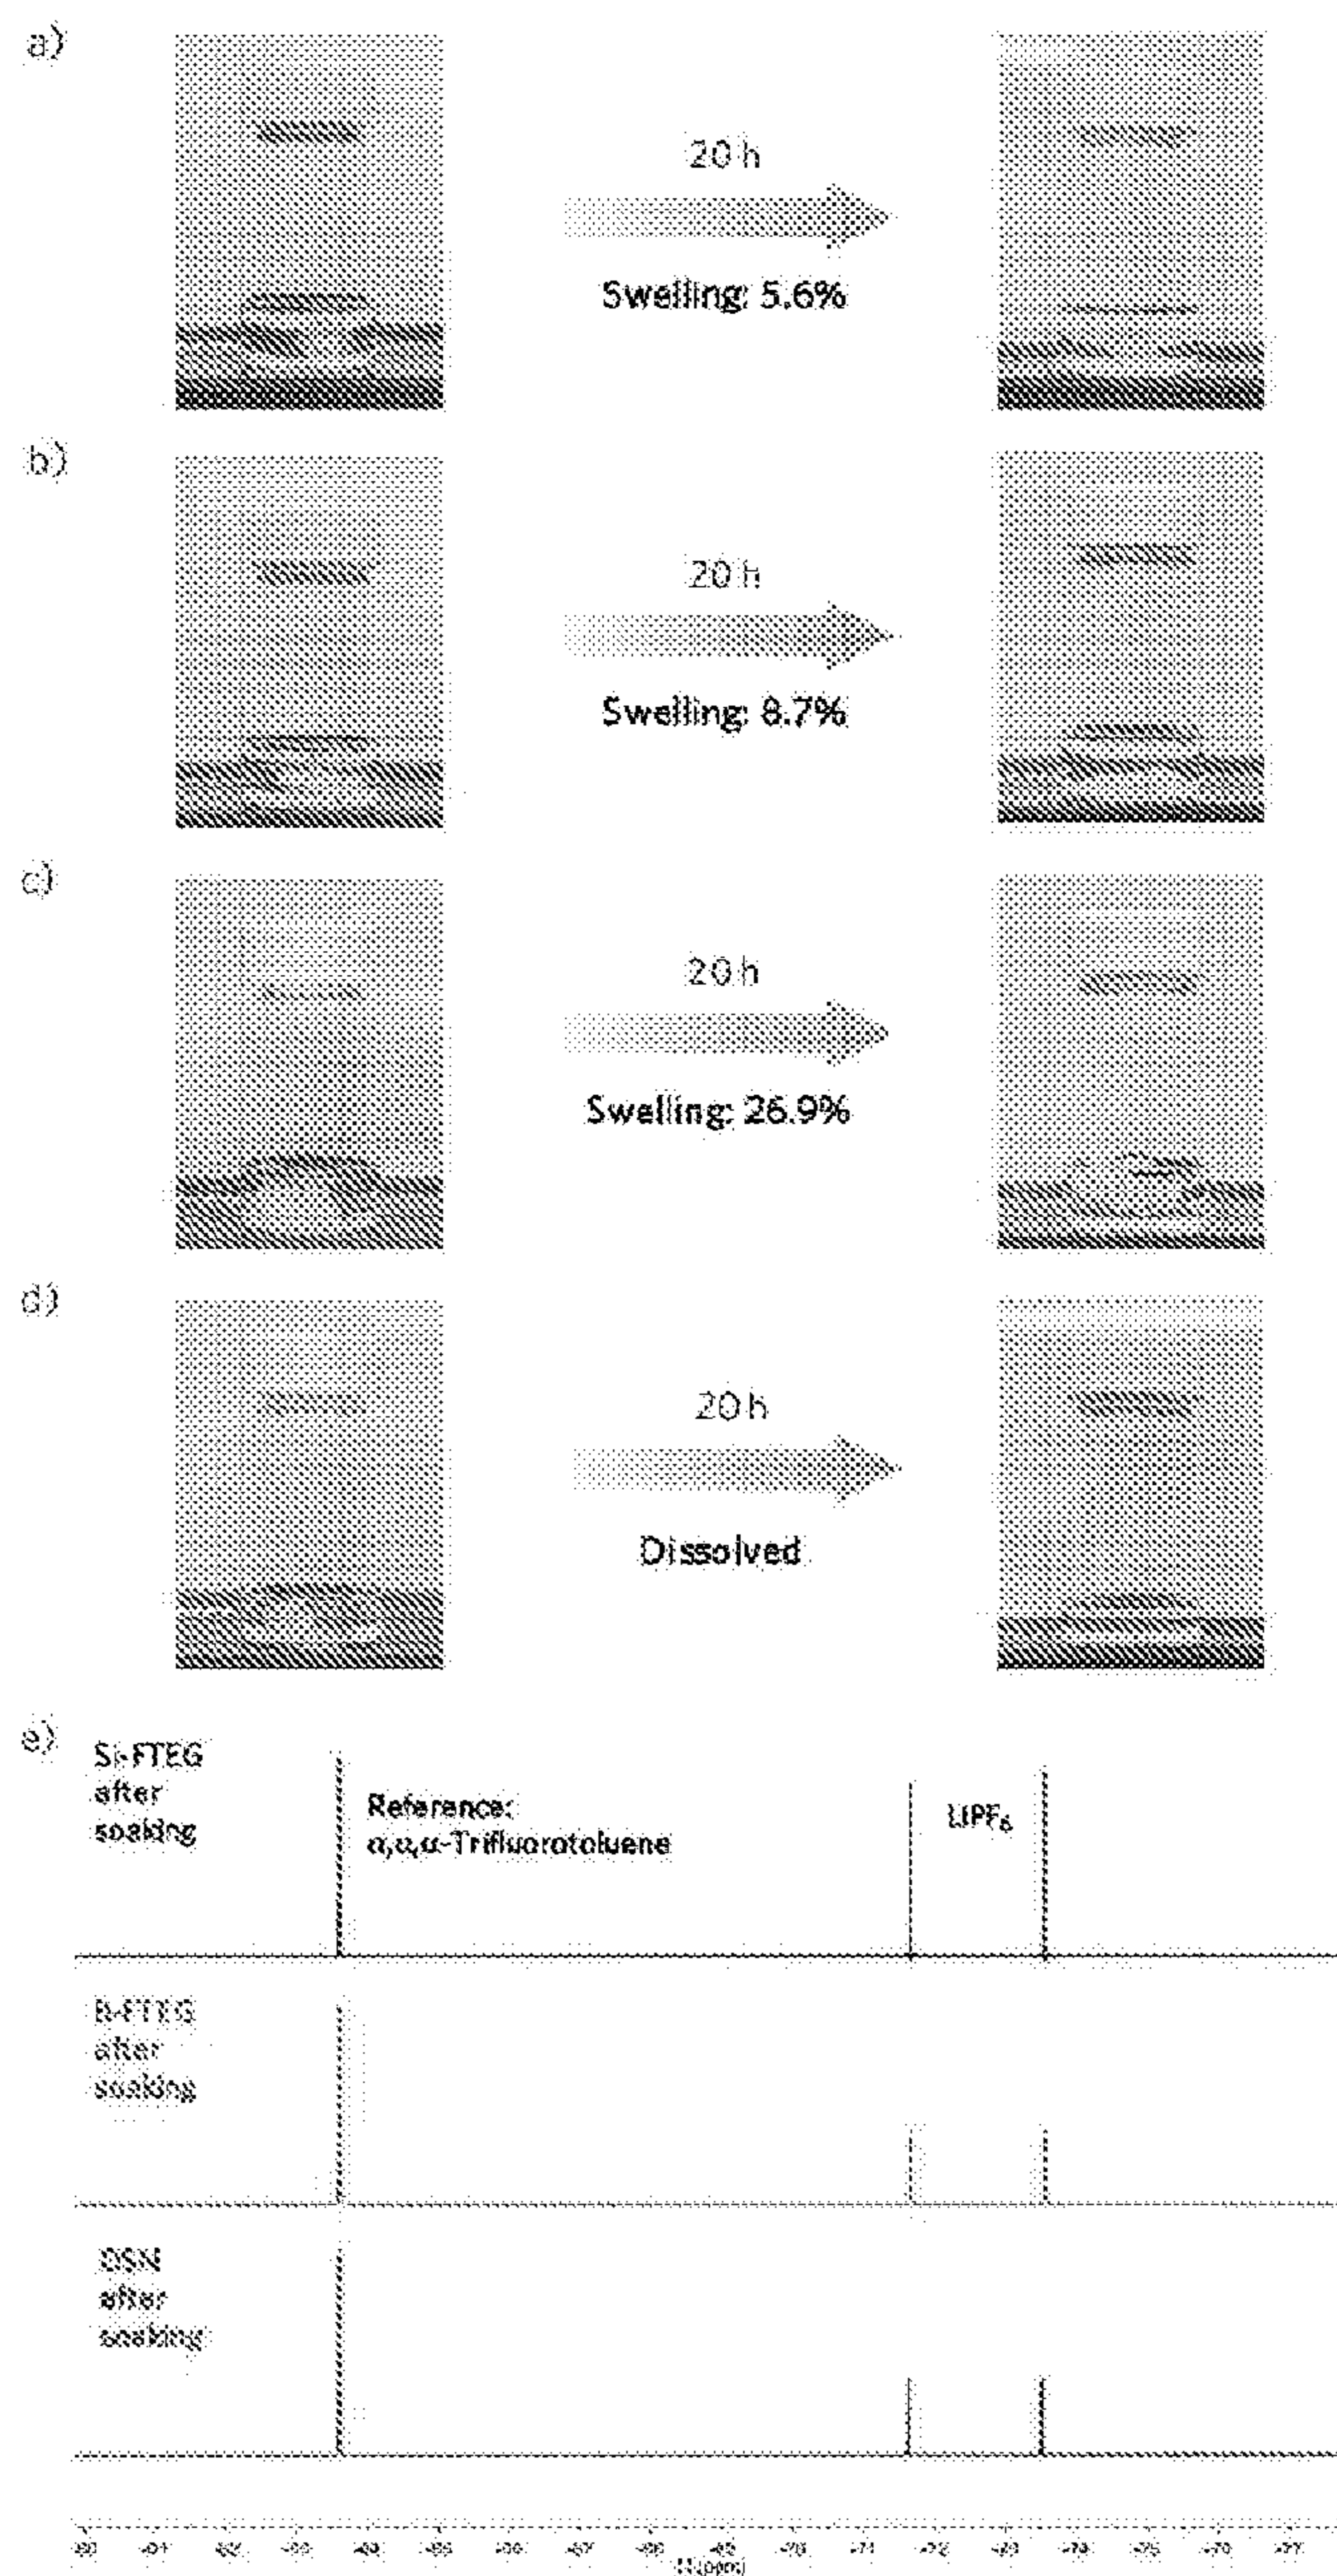 a)
20 h
Swelling: 5.6%
b)
20 h
Swelling: 8.7%
c)
20 h
Swelling: 26.9%
d)
20 h
Dissolved
e)
Si-FTEG
after
soaking
Reference:
α,α,α-Trifluorotoluene
LiPF₆
B-FTEG
after
soaking
DSN
after
soaking